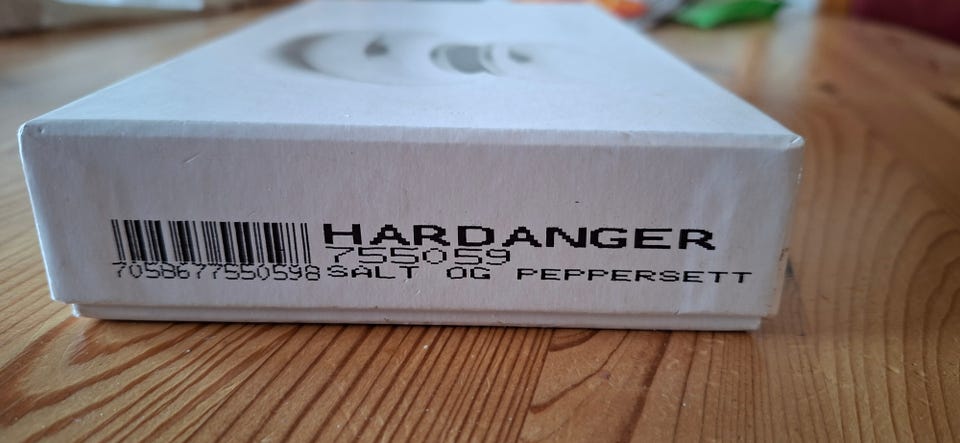 HARDANGER
755059
7058677550598 SALT OG PEPPERSETT